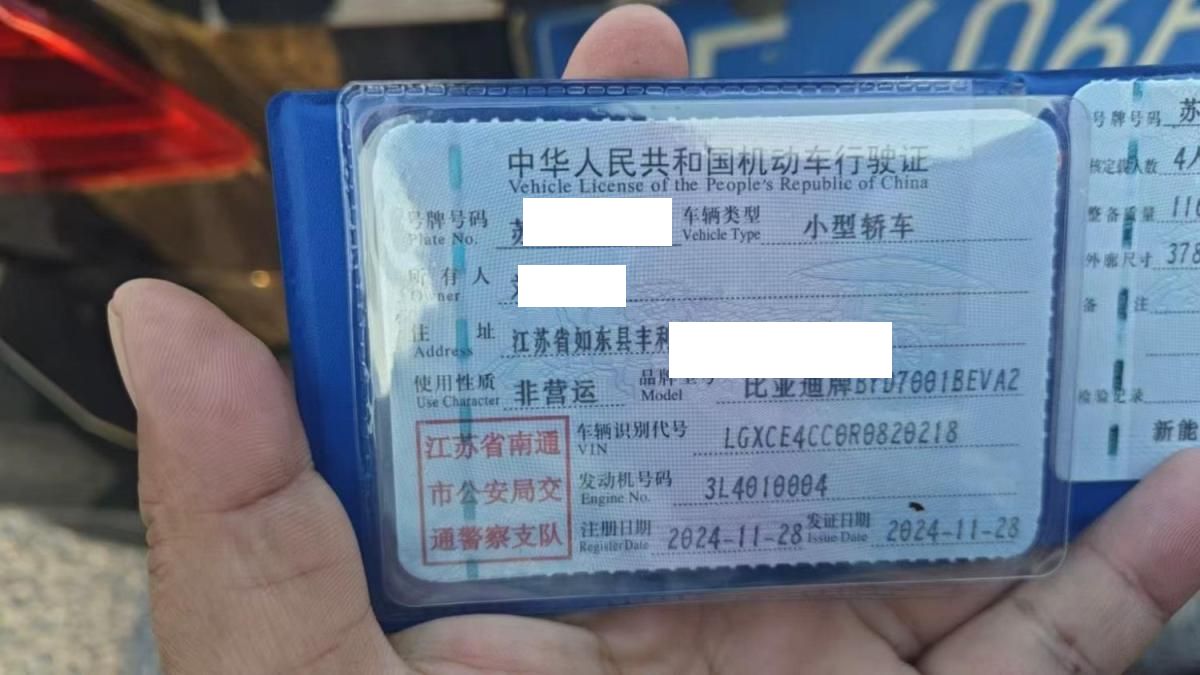 606
中华人民共和国机动车行驶证
Vehicle License of the People's Republic of China
号牌号码 苏 车辆类型 小型轿车
Plate No. Vehicle Type
所有人
Owner
住址 江苏省如东县丰利
Address
使用性质 非营运 品牌型号 比亚迪牌BYD7001BEVA2
Use Character Model
江苏省南通
市公安局交
通警察支队
车辆识别代号 LGXCE4CC0R0820218
VIN
发动机号码 3L4010004
Engine No.
注册日期 2024-11-28 发证日期 2024-11-28
Register Date Issue Date
号牌号码 苏
核定载人数 4人
整备质量 116
外廓尺寸 378
备注
检验记录
新能